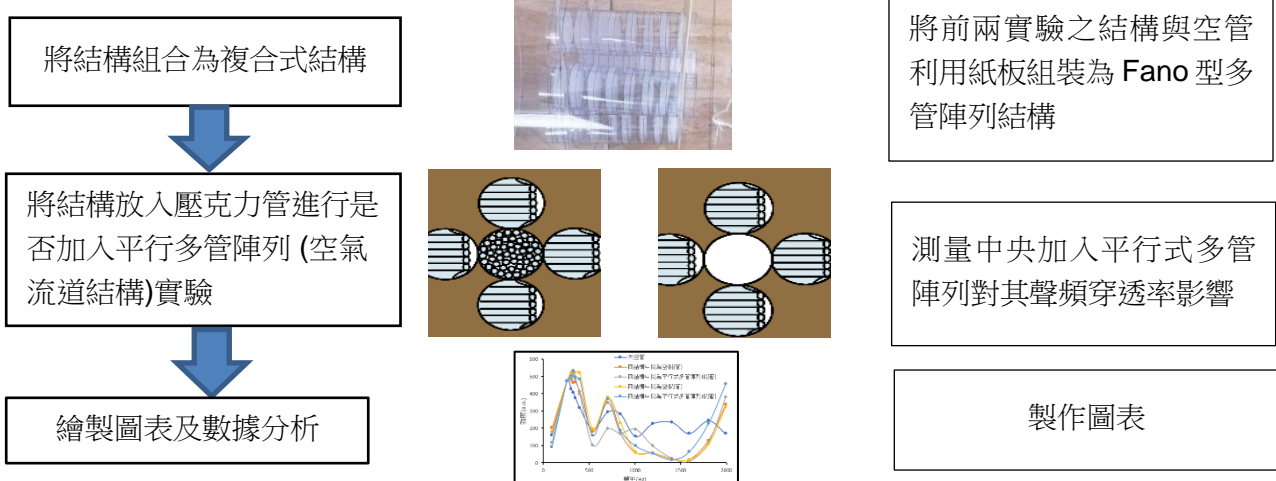 將結構組合為複合式結構
將前兩實驗之結構與空管
利用紙板組裝為 Fano 型多
管陣列結構
將結構放入壓克力管進行是
否加入平行多管陣列 (空氣
流道結構)實驗
測量中央加入平行式多管
陣列對其聲頻穿透率影響
繪製圖表及數據分析
0
500
1000
1500
2000
製作圖表